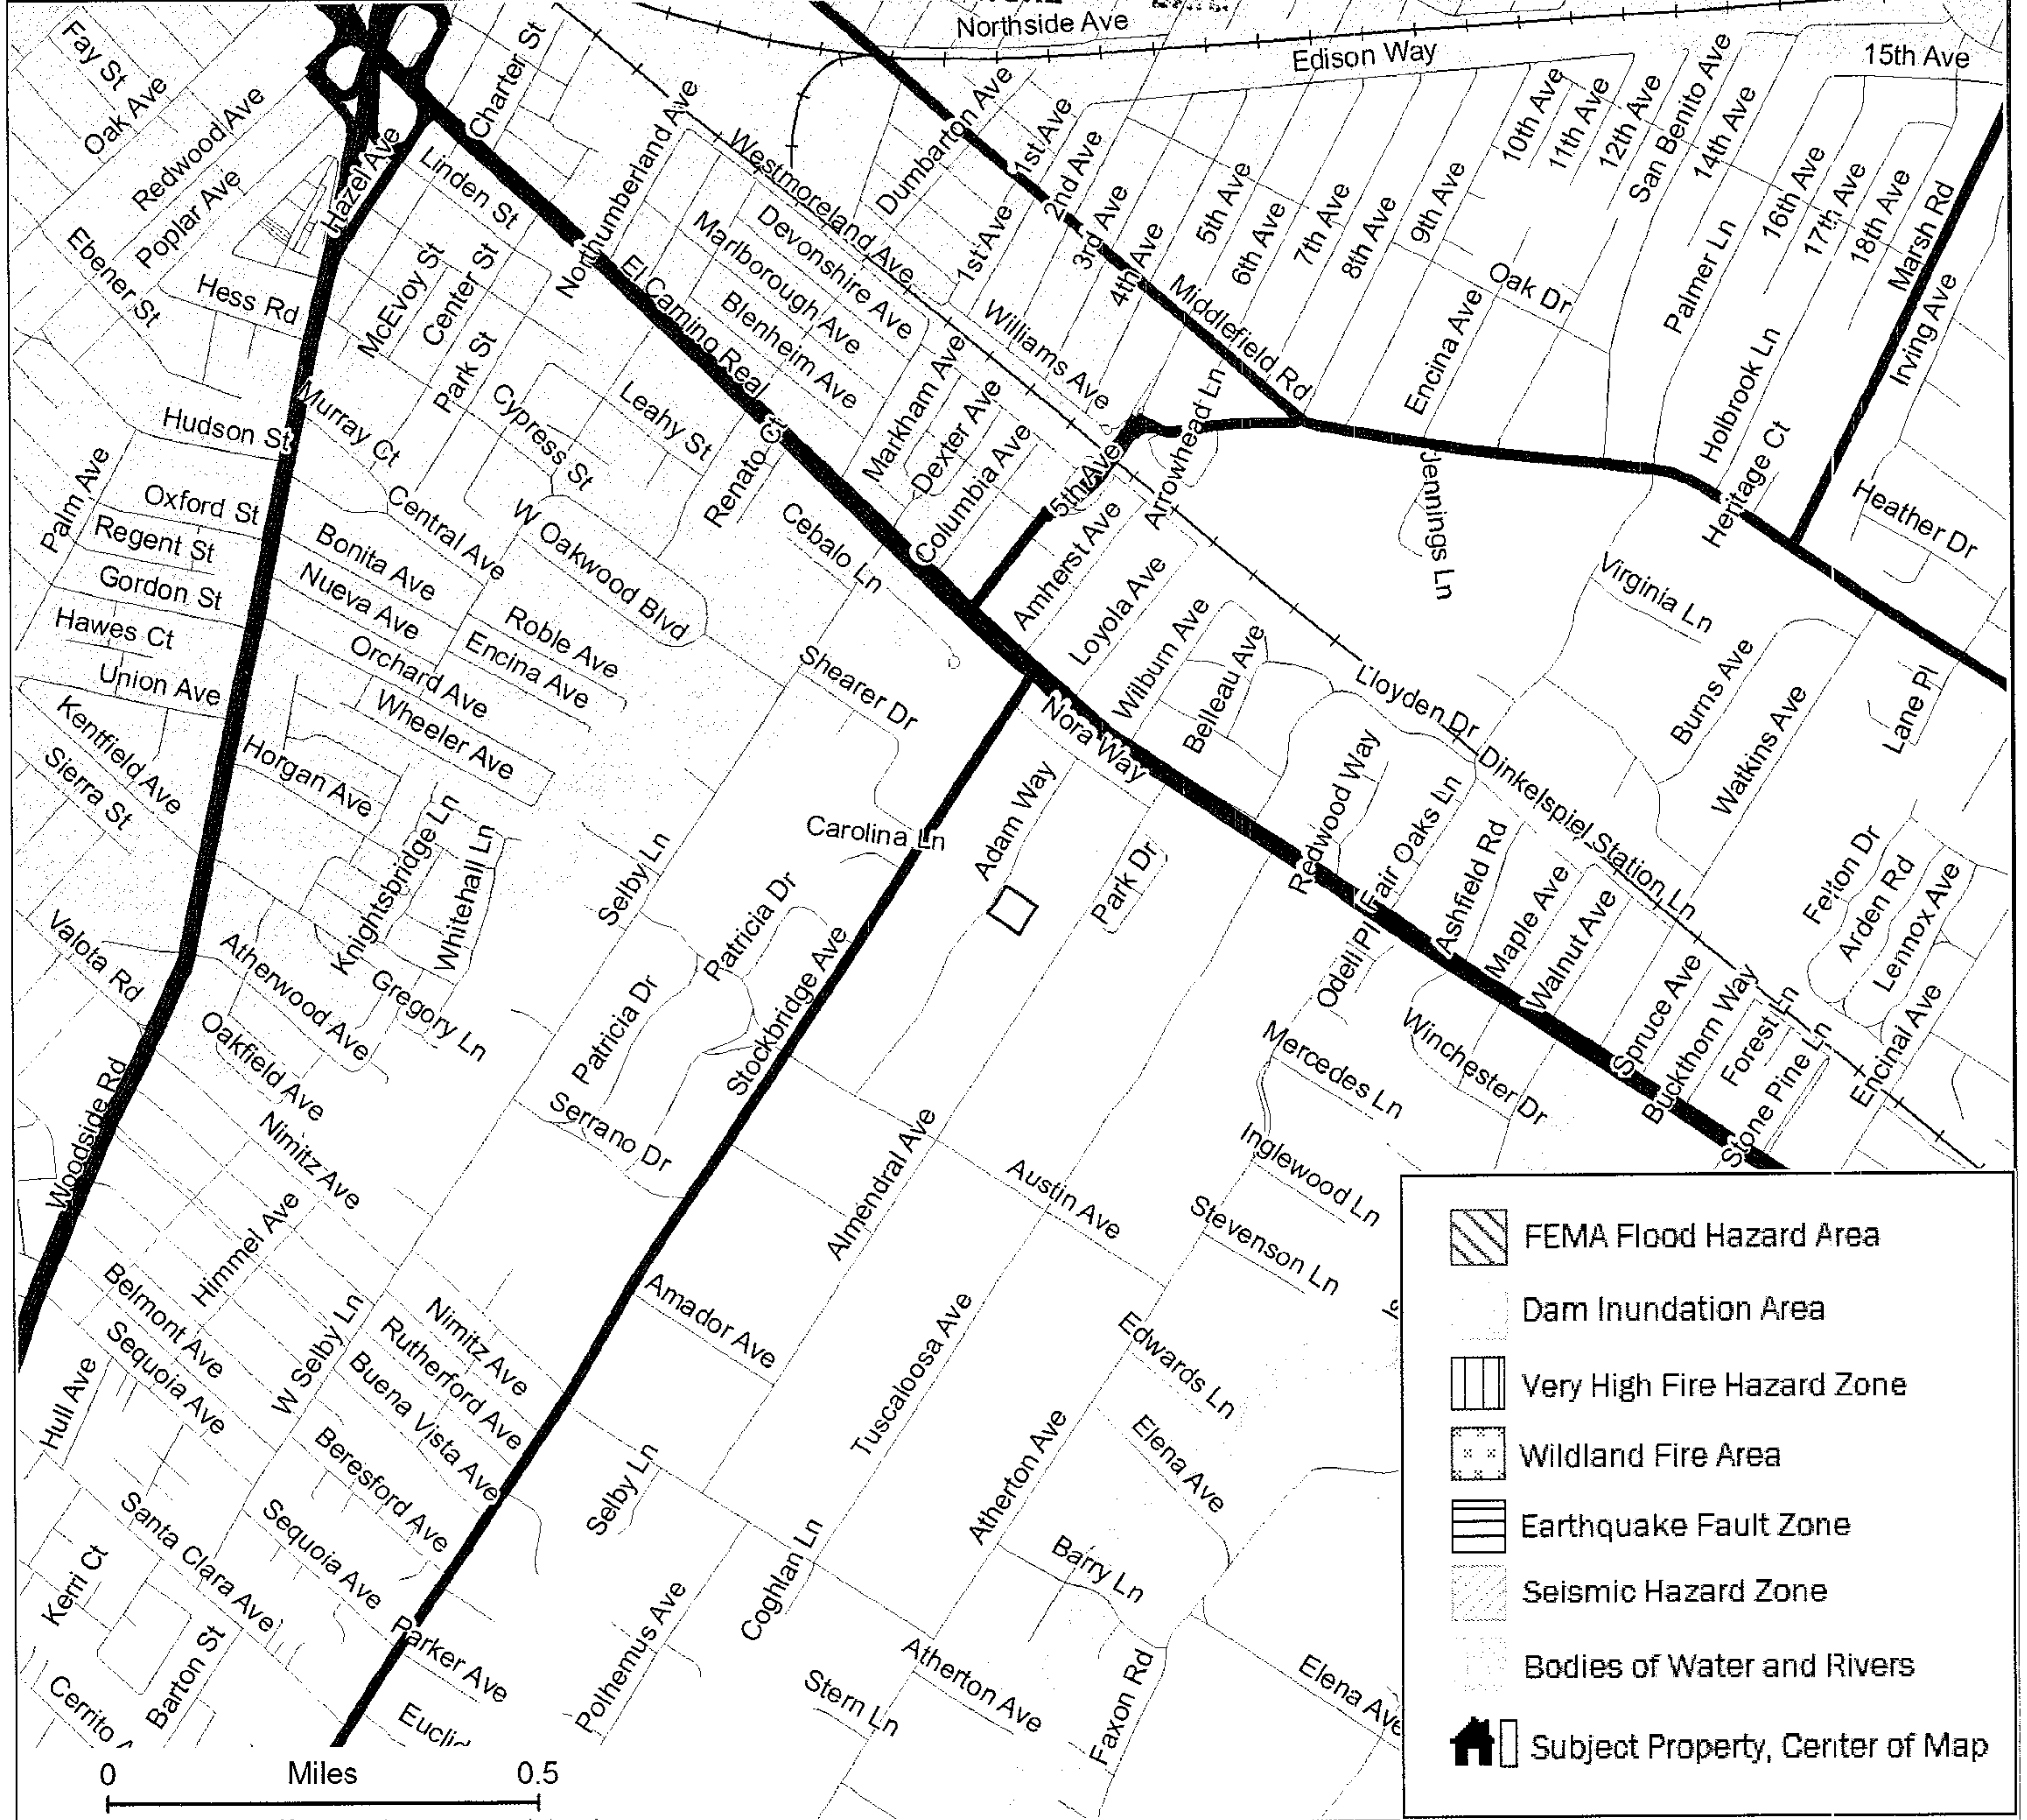 Northside Ave
Edison Way
15th Ave
Fay St
Oak Ave
Redwood Ave
Poplar Ave
Ebener St
Hess Rd
Hazel Ave
Charter St
Linden St
Northumberland Ave
Westmoreland Ave
Devonshire Ave
Marlborough Ave
Blenheim Ave
El Camino Real
Dumbarton Ave
1st Ave
2nd Ave
1st Ave
3rd Ave
4th Ave
5th Ave
6th Ave
7th Ave
8th Ave
9th Ave
10th Ave
11th Ave
12th Ave
San Benito Ave
14th Ave
16th Ave
17th Ave
18th Ave
Marsh Rd
Irving Ave
Palmer Ln
Oak Dr
Encina Ave
Middlefield Rd
Williams Ave
McEvoy St
Center St
Park St
Murray Ct
Cypress St
Leahy St
Renato Ct
Markham Ave
Dexter Ave
Columbia Ave
5th Ave
Arrowhead Ln
Jennings Ln
Holbrook Ln
Heritage Ct
Heather Dr
Hudson St
Palm Ave
Oxford St
Regent St
Gordon St
Hawes Ct
Union Ave
Kentfield Ave
Sierra St
Central Ave
Bonita Ave
Nueva Ave
Orchard Ave
Wheeler Ave
Horgan Ave
W Oakwood Blvd
Roble Ave
Encina Ave
Cebalo Ln
Shearer Dr
Amherst Ave
Loyola Ave
Wilburn Ave
Belleau Ave
Nora Way
Lloyden Dr
Dinkelspiel Station Ln
Virginia Ln
Burns Ave
Watkins Ave
Lane Pl
Knightsbridge Ln
Whitehall Ln
Selby Ln
Carolina Ln
Adam Way
Park Dr
Redwood Way
Fair Oaks Ln
Ashfield Rd
Maple Ave
Walnut Ave
Felton Dr
Arden Rd
Lennox Ave
Encinal Ave
Valota Rd
Atherwood Ave
Gregory Ln
Oakfield Ave
Nimitz Ave
Patricia Dr
Patricia Dr
Stockbridge Ave
Serrano Dr
Odell Pl
Mercedes Ln
Winchester Dr
Spruce Ave
Buckthorn Way
Forest Ln
Stone Pine Ln
Woodside Rd
Himmel Ave
Belmont Ave
Sequoia Ave
Hull Ave
W Selby Ln
Nimitz Ave
Rutherford Ave
Buena Vista Ave
Beresford Ave
Sequoia Ave
Santa Clara Ave
Kerri Ct
Barton St
Cerrito A
Parker Ave
Almendral Ave
Austin Ave
Amador Ave
Tuscaloosa Ave
Inglewood Ln
Stevenson Ln
Edwards Ln
Elena Ave
Atherton Ave
Selby Ln
Coghlan Ln
Polhemus Ave
Barry Ln
Atherton Ave
Stern Ln
Faxon Rd
Elena Ave
0 Miles 0.5
FEMA Flood Hazard Area
Dam Inundation Area
Very High Fire Hazard Zone
Wildland Fire Area
Earthquake Fault Zone
Seismic Hazard Zone
Bodies of Water and Rivers
Subject Property, Center of Map